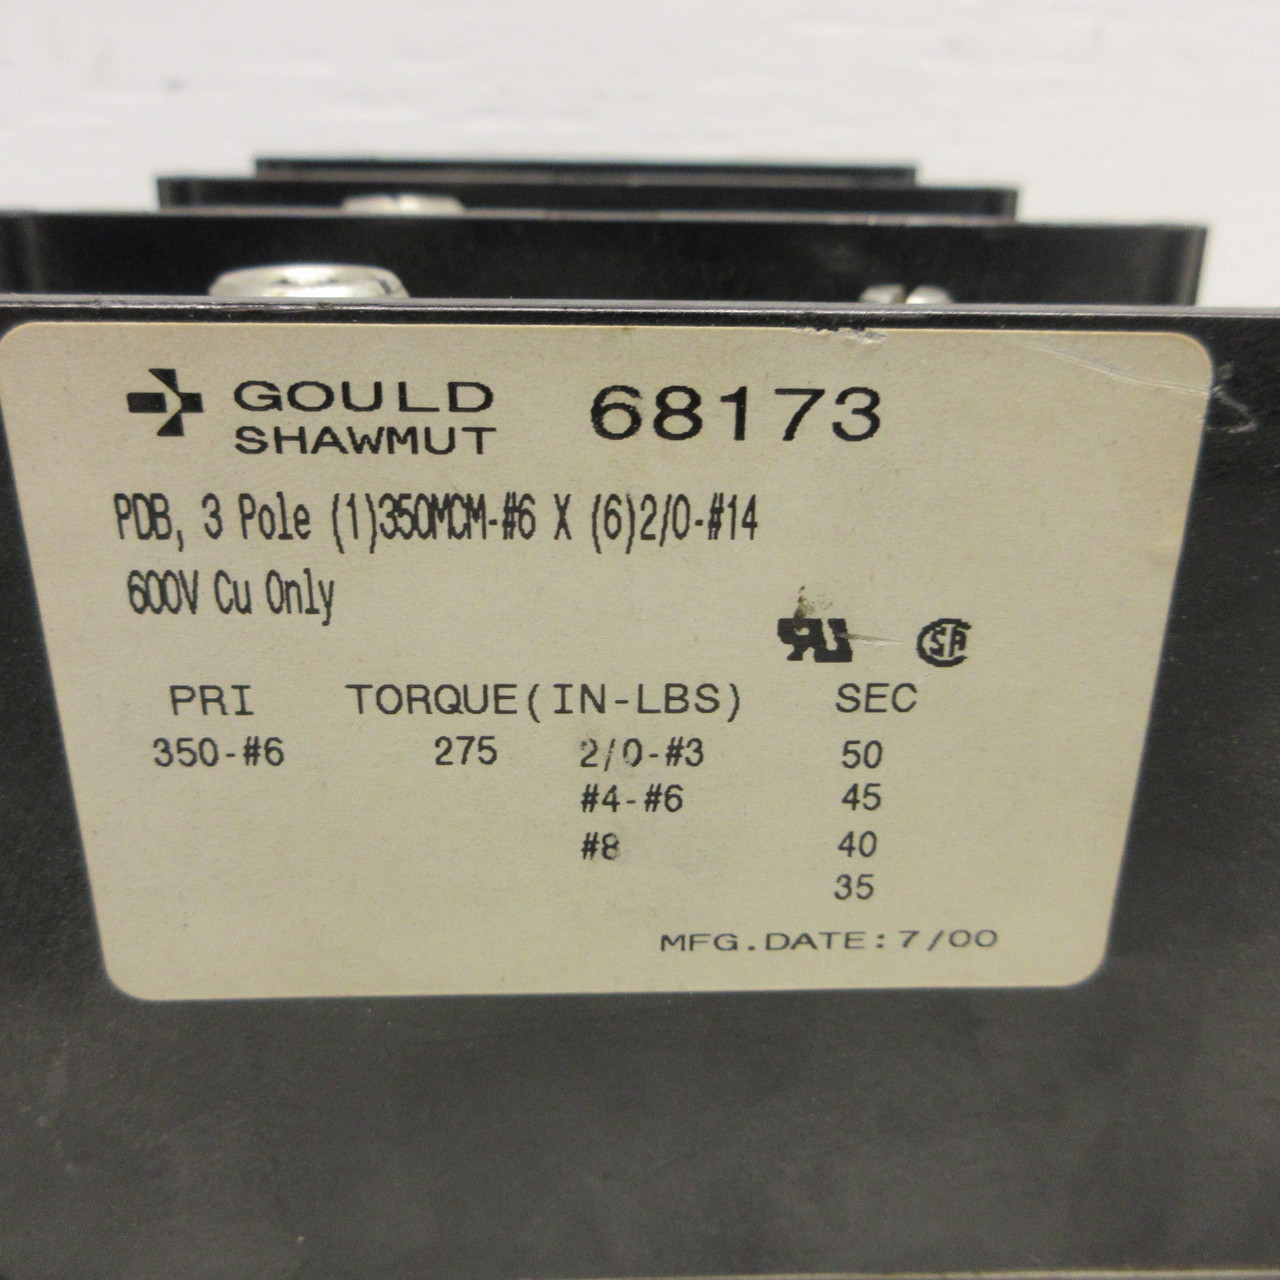 GOULD SHAWMUT 68173
PDB, 3 Pole (1)350MCM-#6 X (6)2/0-#14
600V Cu Only
RU SA
PRI TORQUE(IN-LBS) SEC
350-#6 275 2/0-#3 50
#4-#6 45
#8 40
35
MFG.DATE:7/00